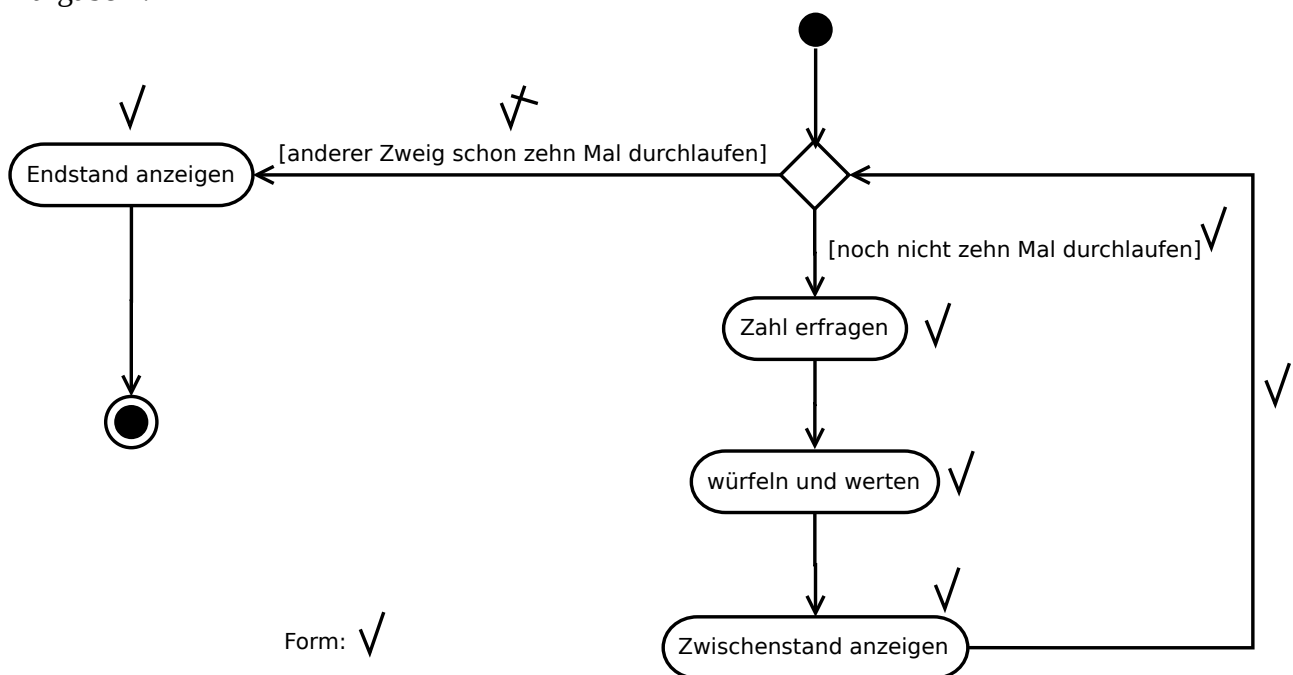 [anderer Zweig schon zehn Mal durchlaufen]
Endstand anzeigen
[noch nicht zehn Mal durchlaufen]
Zahl erfragen
würfeln und werten
Zwischenstand anzeigen
Form: